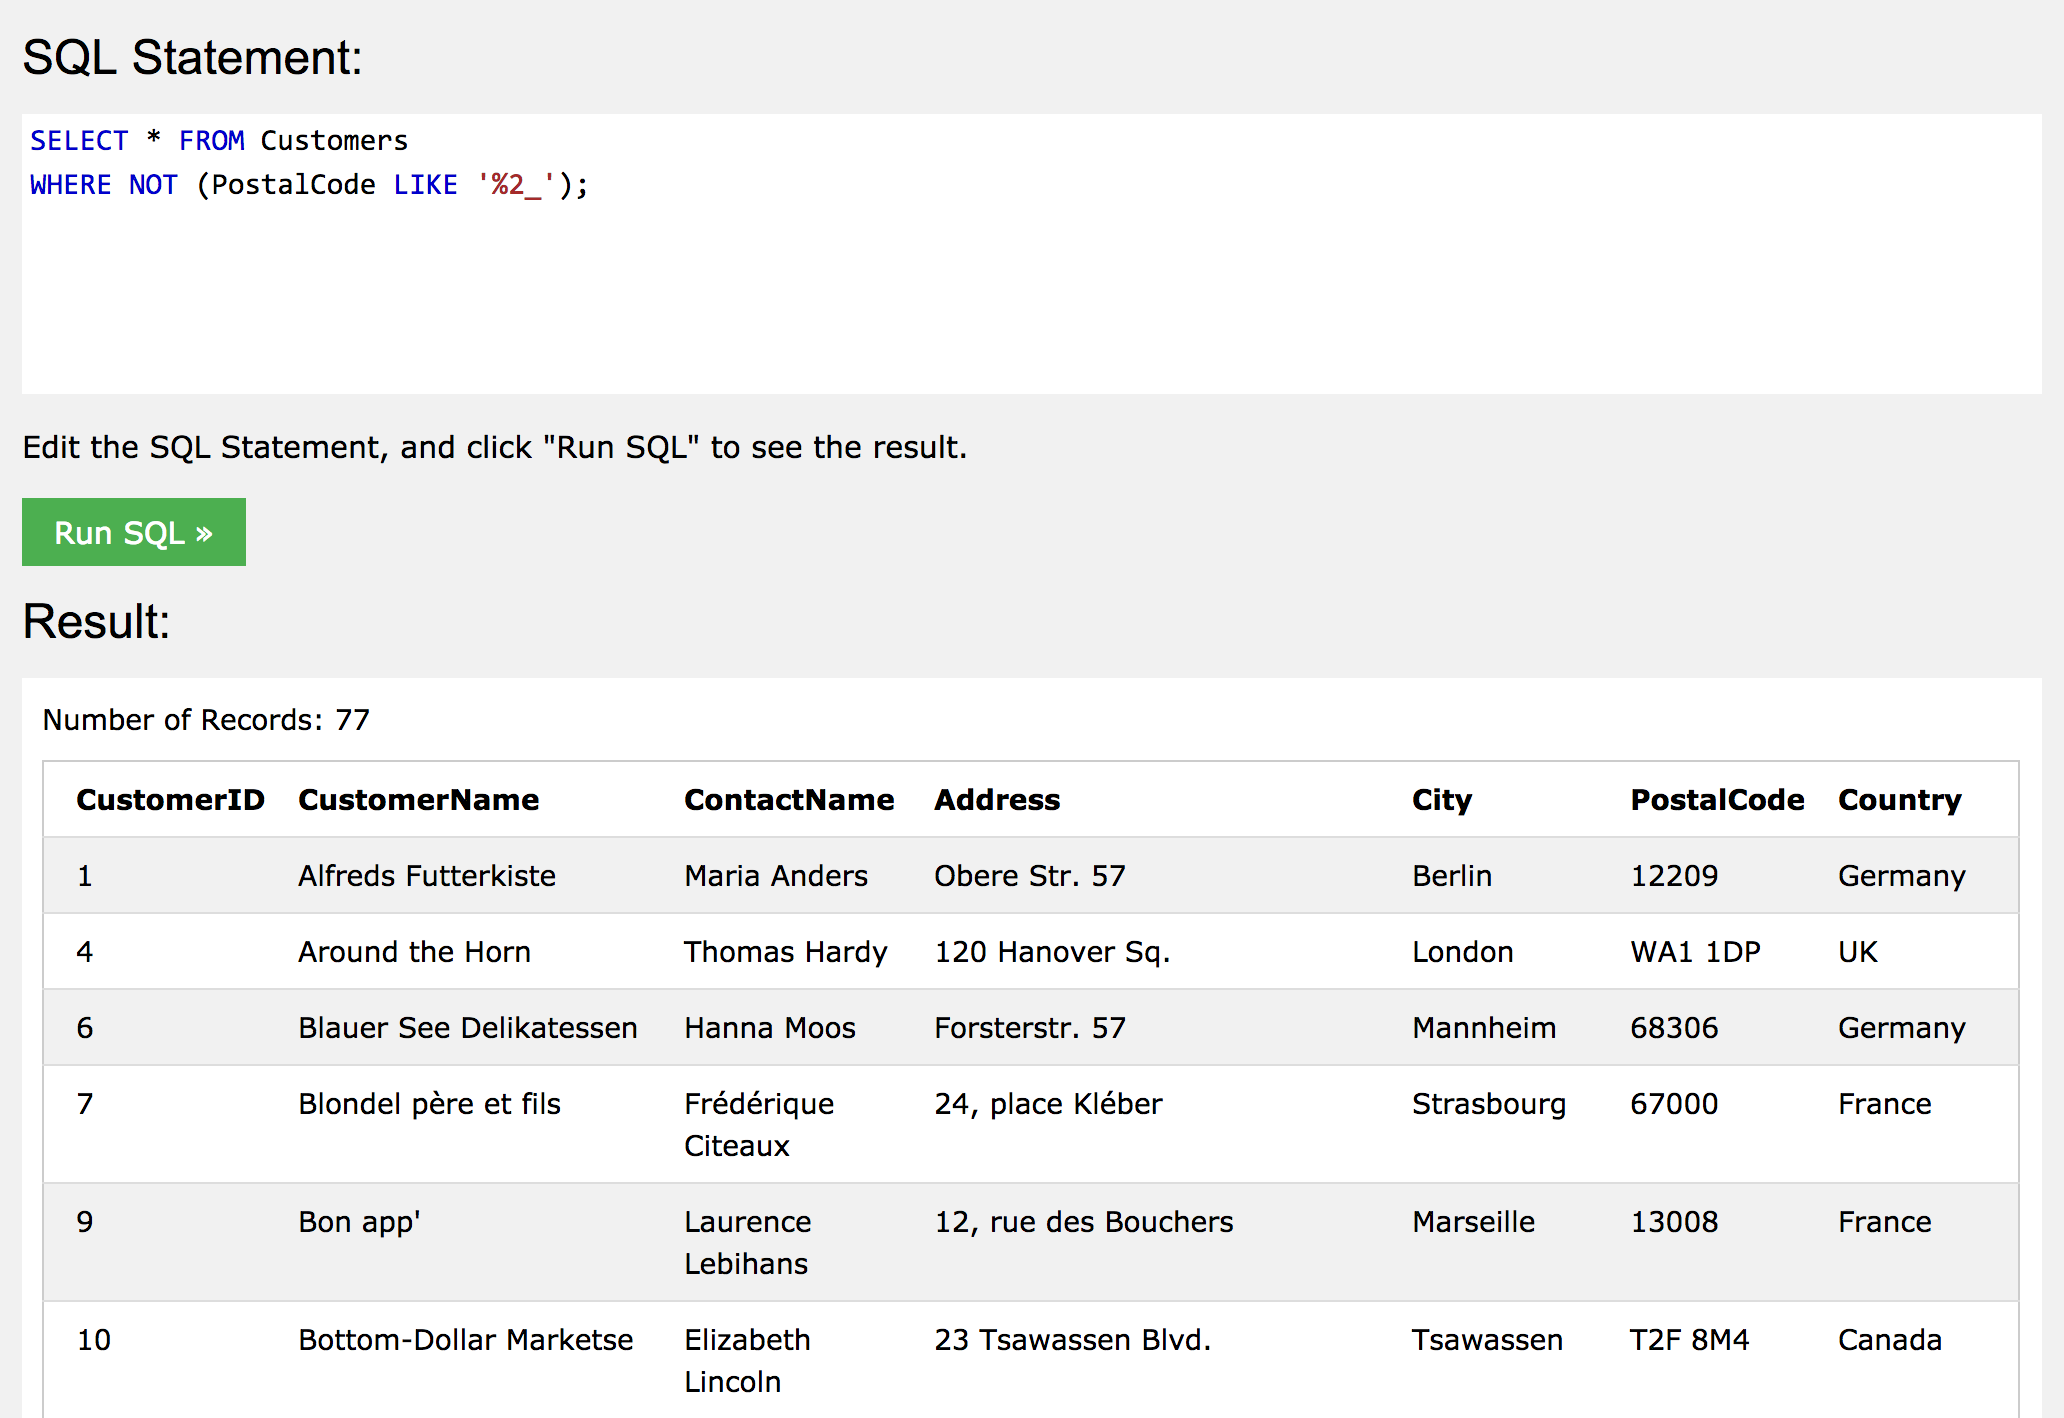 SQL Statement:
SELECT * FROM Customers
WHERE NOT (PostalCode LIKE '%2_');
Edit the SQL Statement, and click "Run SQL" to see the result.
Run SQL »
Result:
Number of Records: 77
CustomerID CustomerName ContactName Address City PostalCode Country
1 Alfreds Futterkiste Maria Anders Obere Str. 57 Berlin 12209 Germany
4 Around the Horn Thomas Hardy 120 Hanover Sq. London WA1 1DP UK
6 Blauer See Delikatessen Hanna Moos Forsterstr. 57 Mannheim 68306 Germany
7 Blondel père et fils Frédérique 24, place Kléber Strasbourg 67000 France
Citeaux
9 Bon app' Laurence 12, rue des Bouchers Marseille 13008 France
Lebihans
10 Bottom-Dollar Marketse Elizabeth 23 Tsawassen Blvd. Tsawassen T2F 8M4 Canada
Lincoln